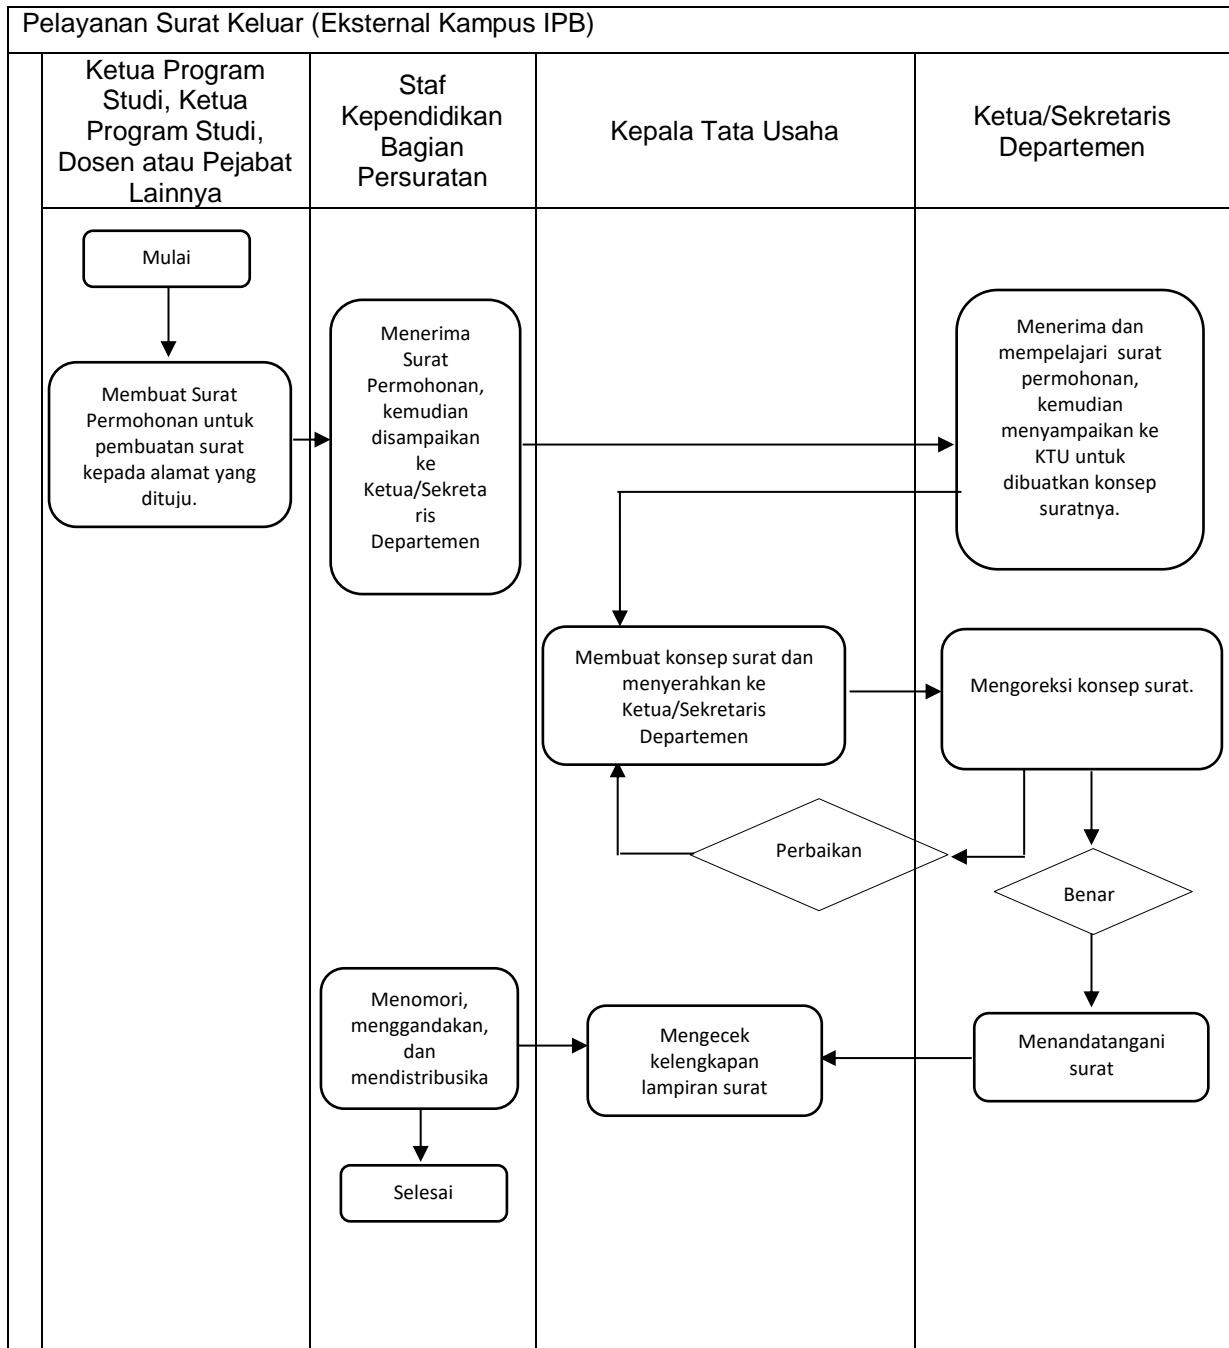 Pelayanan Surat Keluar (Eksternal Kampus IPB)
Ketua Program
Studi, Ketua
Program Studi,
Dosen atau Pejabat
Lainnya
Staf
Kependidikan
Bagian
Persuratan
Kepala Tata Usaha
Ketua/Sekretaris
Departemen
Mulai
Membuat Surat
Permohonan untuk
pembuatan surat
kepada alamat yang
dituju.
Menerima
Surat
Permohonan,
kemudian
disampaikan
ke
Ketua/Sekreta
ris
Departemen
Menerima dan
mempelajari surat
permohonan,
kemudian
menyampaikan ke
KTU untuk
dibuatkan konsep
suratnya.
Membuat konsep surat dan
menyerahkan ke
Ketua/Sekretaris
Departemen
Mengoreksi konsep surat.
Perbaikan
Benar
Menomori,
menggandakan,
dan
mendistribusika
Mengecek
kelengkapan
lampiran surat
Menandatangani
surat
Selesai